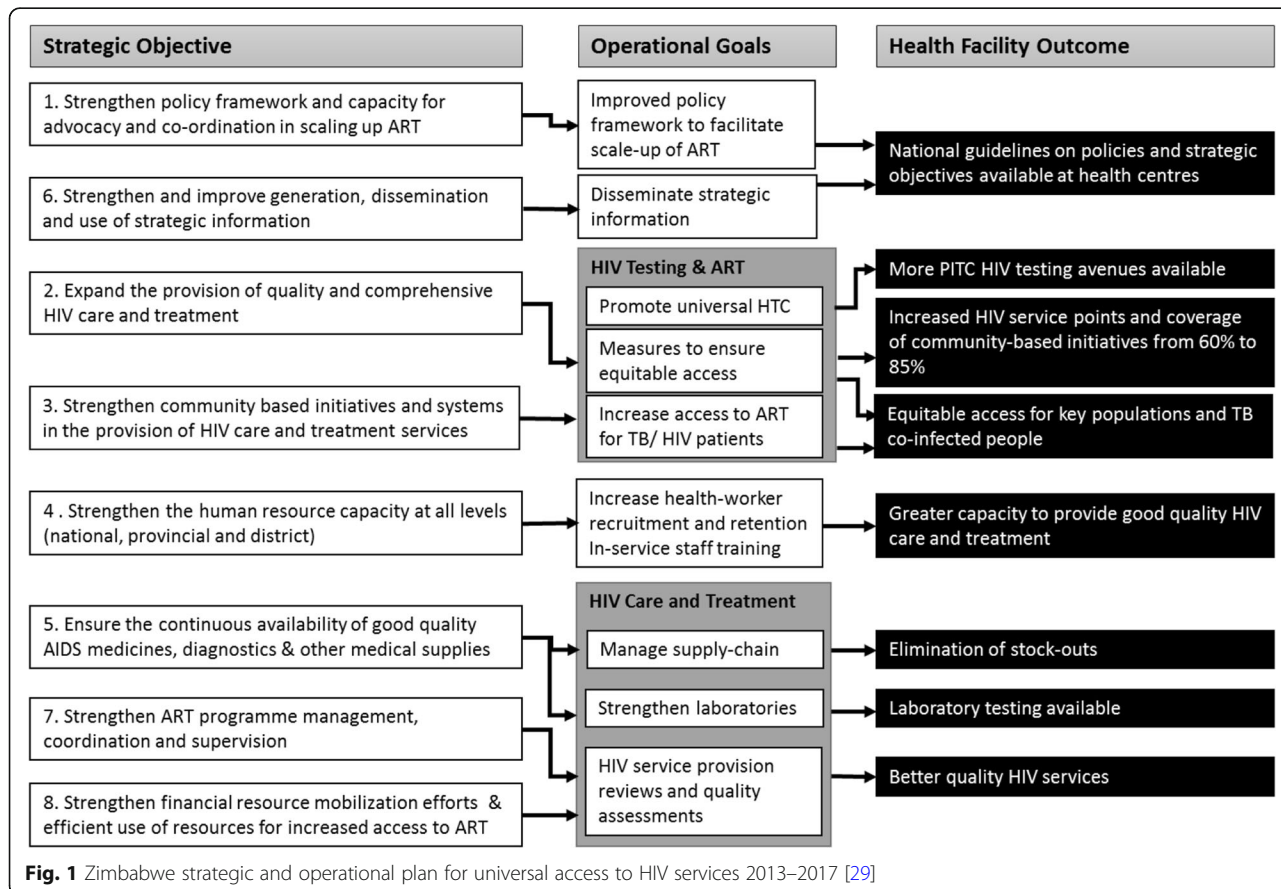 Strategic Objective
Operational Goals
Health Facility Outcome
1. Strengthen policy framework and capacity for
advocacy and co-ordination in scaling up ART
Improved policy
framework to facilitate
scale-up of ART
National guidelines on policies and strategic
objectives available at health centres
6. Strengthen and improve generation, dissemination
and use of strategic information
Disseminate strategic
information
HIV Testing & ART
2. Expand the provision of quality and comprehensive
HIV care and treatment
Promote universal HTC
Measures to ensure
equitable access
More PITC HIV testing avenues available
Increased HIV service points and coverage
of community-based initiatives from 60% to
85%
3. Strengthen community based initiatives and systems
in the provision of HIV care and treatment services
Increase access to ART
for TB/ HIV patients
Equitable access for key populations and TB
co-infected people
4 . Strengthen the human resource capacity at all levels
(national, provincial and district)
Increase health-worker
recruitment and retention
In-service staff training
Greater capacity to provide good quality HIV
care and treatment
HIV Care and Treatment
5. Ensure the continuous availability of good quality
AIDS medicines, diagnostics & other medical supplies
Manage supply-chain
Elimination of stock-outs
Strengthen laboratories
Laboratory testing available
7. Strengthen ART programme management,
coordination and supervision
HIV service provision
reviews and quality
assessments
Better quality HIV services
8. Strengthen financial resource mobilization efforts &
efficient use of resources for increased access to ART
Fig. 1 Zimbabwe strategic and operational plan for universal access to HIV services 2013–2017 [29]